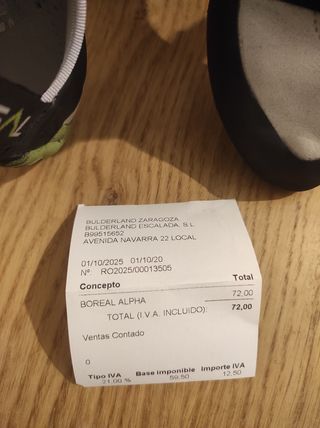 BULDERLAND ZARAGOZA
BULDERLAND ESCALADA, S.L
B99515652
AVENIDA NAVARRA 22 LOCAL
01/10/2025 01/10/20
Nº RO2025/00013505
Concepto Total
BOREAL ALPHA 72,00
TOTAL (I.V.A. INCLUIDO): 72,00
Ventas Contado
0
Tipo IVA Base imponible Importe IVA
21,00 % 59,50 12,50